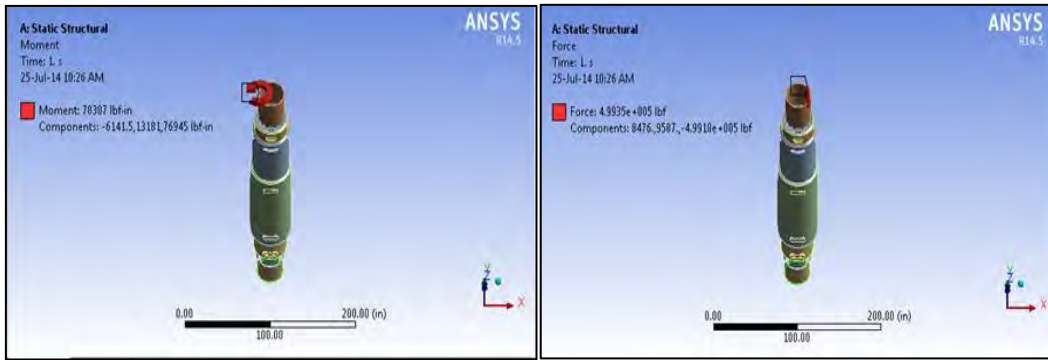 A: Static Structural
Moment
Time: 1. s
25-Jul-14 10:26 AM
Moment: 78307 lbf-in
Components: -6141.5,13181,76945 lbf-in
ANSYS
R14.5
Z
X
0.00
200.00 (in)
100.00
A: Static Structural
Force
Time: 1. s
25-Jul-14 10:26 AM
Force: 4.9935e+005 lbf
Components: 8476.,9587.,-4.9918e+005 lbf
ANSYS
R14.5
Z
X
0.00
200.00 (in)
100.00